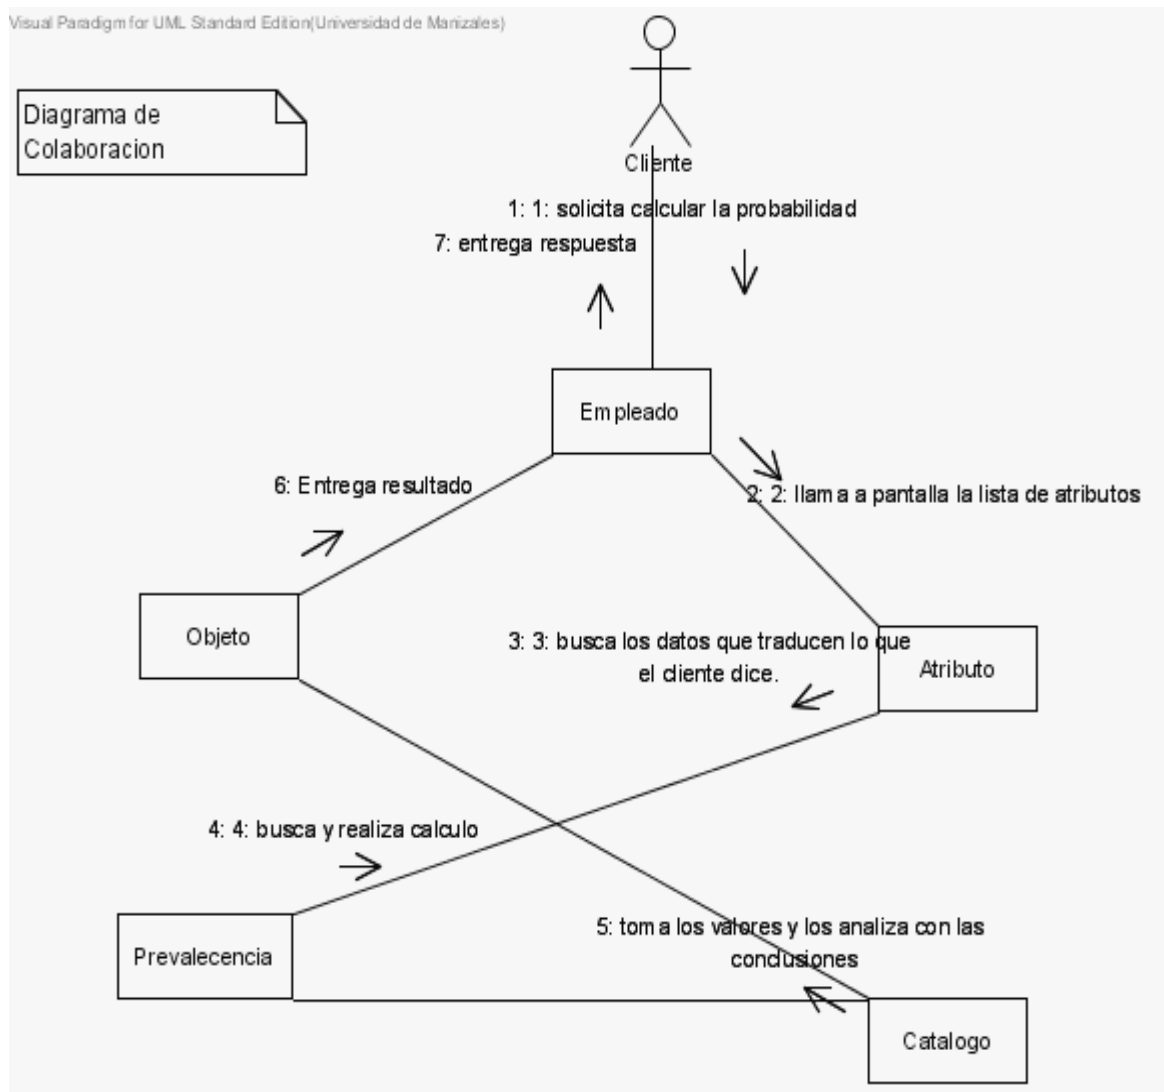 Visual Paradigm for UML Standard Edition(Universidad de Manizales)
Diagrama de
Colaboracion
Cliente
1: 1: solicita calcular la probabilidad
7: entrega respuesta
Empleado
6: Entrega resultado
2: 2: llama a pantalla la lista de atributos
Objeto
3: 3: busca los datos que traducen lo que
el cliente dice.
Atributo
4: 4: busca y realiza calculo
5: toma los valores y los analiza con las
conclusiones
Prevalecencia
Catalogo